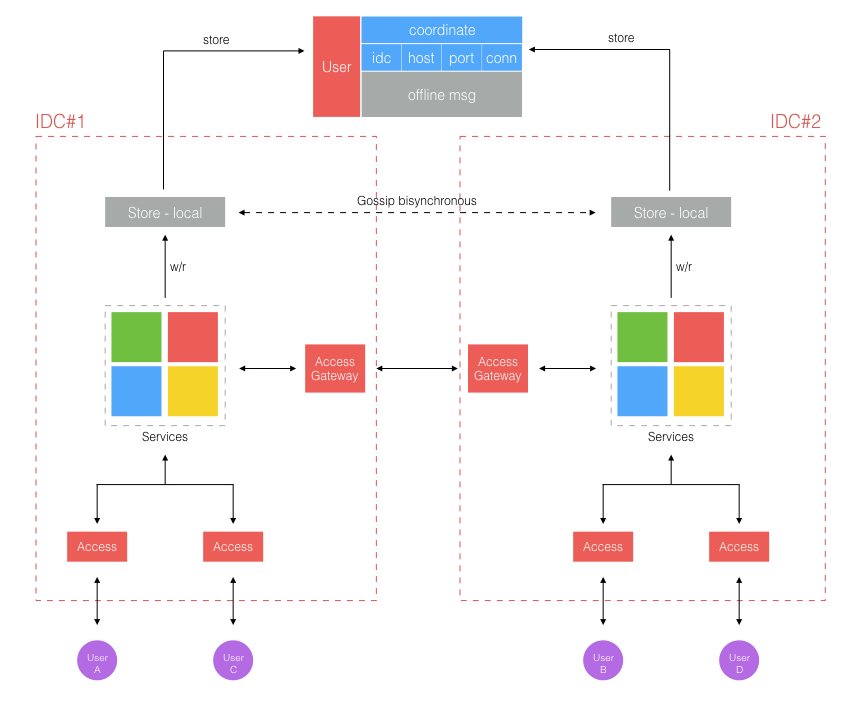 store
coordinate
store
User
idc host port conn
offline msg
IDC#1
IDC#2
Gossip bisynchronous
Store - local
Store - local
w/r
w/r
Access
Gateway
Access
Gateway
Services
Services
Access
Access
Access
Access
User
A
User
C
User
B
User
D